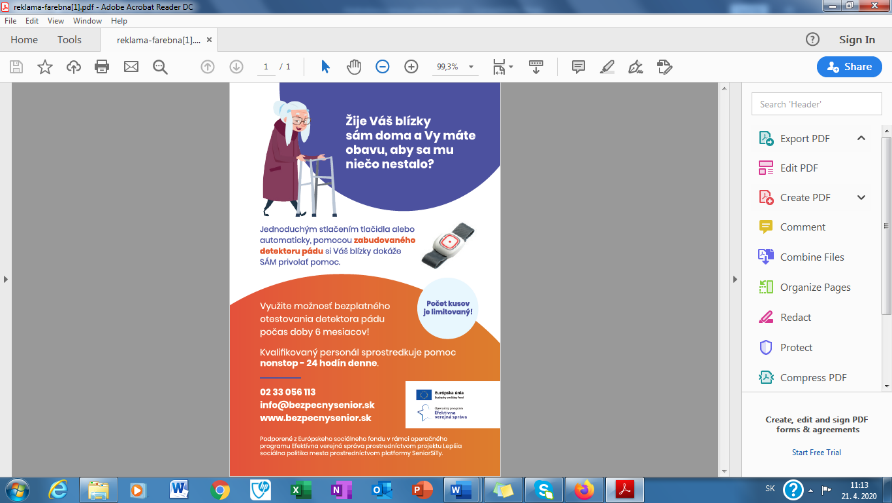 reklama-farebna[1].pdf - Adobe Acrobat Reader DC
File Edit View Window Help
Home Tools reklama-farebna[1].... × Sign In
1 / 1 99,3% Share
Search 'Header'
Export PDF
Edit PDF
Create PDF
Comment
Combine Files
Organize Pages
Redact
Protect
Compress PDF
Create, edit and sign PDF
forms & agreements
Start Free Trial
Žije Váš blízky
sám doma a Vy máte
obavu, aby sa mu
niečo nestalo?
Jednoduchým stlačením tlačidla alebo
automaticky, pomocou zabudovaného
detektoru pádu si Váš blízky dokáže
SÁM privolať pomoc.
Počet kusov
je limitovaný!
Využite možnosť bezplatného
otestovania detektora pádu
počas doby 6 mesiacov!
Kvalifikovaný personál sprostredkuje pomoc
nonstop - 24 hodín denne.
02 33 056 113
info@bezpecnysenior.sk
www.bezpecnysenior.sk
Európska únia
Európsky sociálny fond
Operačný program
Efektívna
verejná správa
Podporené z Európskeho sociálneho fondu v rámci operačného
programu Efektívna verejná správa prostredníctvom projektu Lepšia
sociálna politika mesta prostredníctvom platformy SeniorSilly.
SK
11:13
21. 4. 2020